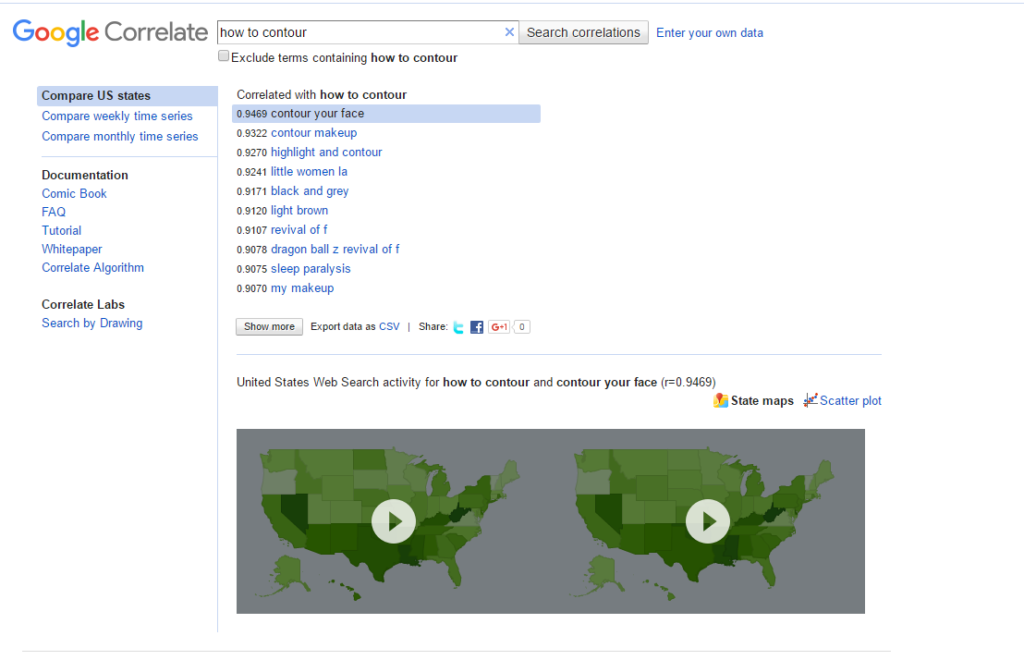 Google Correlate how to contour × Search correlations Enter your own data
Exclude terms containing how to contour
Compare US states
Compare weekly time series
Compare monthly time series
Documentation
Comic Book
FAQ
Tutorial
Whitepaper
Correlate Algorithm
Correlate Labs
Search by Drawing
Correlated with how to contour
0.9469 contour your face
0.9322 contour makeup
0.9270 highlight and contour
0.9241 little women la
0.9171 black and grey
0.9120 light brown
0.9107 revival of f
0.9078 dragon ball z revival of f
0.9075 sleep paralysis
0.9070 my makeup
Show more Export data as CSV | Share: G+1 0
United States Web Search activity for how to contour and contour your face (r=0.9469)
State maps Scatter plot